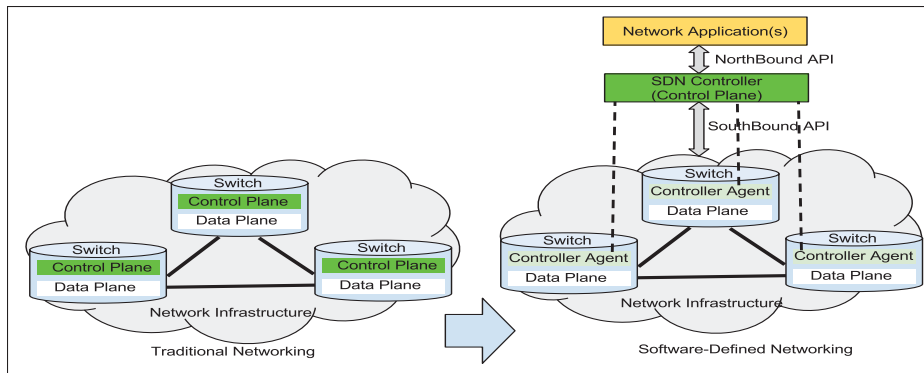 Network Application(s)
NorthBound API
SDN Controller
(Control Plane)
SouthBound API
Switch
Control Plane
Data Plane
Switch
Control Plane
Data Plane
Switch
Control Plane
Data Plane
Network Infrastructure
Traditional Networking
Switch
Controller Agent
Data Plane
Switch
Controller Agent
Data Plane
Switch
Controller Agent
Data Plane
Network Infrastructure
Software-Defined Networking